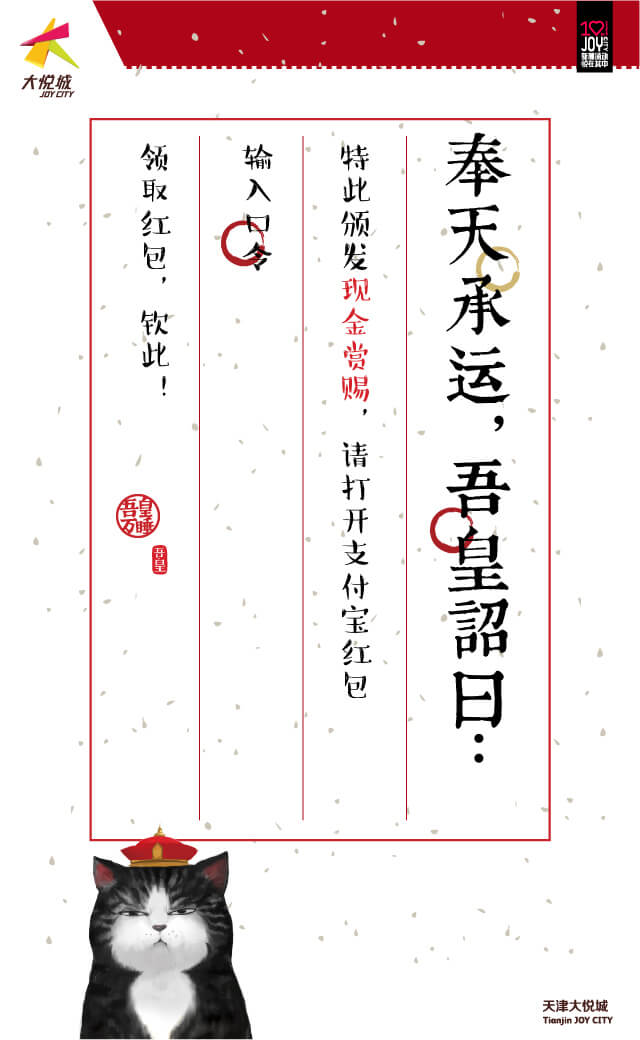 大悦城
JOY CITY
JOY
CITY
奉天承运，吾皇詔曰：
特此颁发现金赏赐，请打开支付宝红包
输入口令
领取红包，钦此！
吾皇
万睡
吾皇
天津大悦城
Tianjin JOY CITY